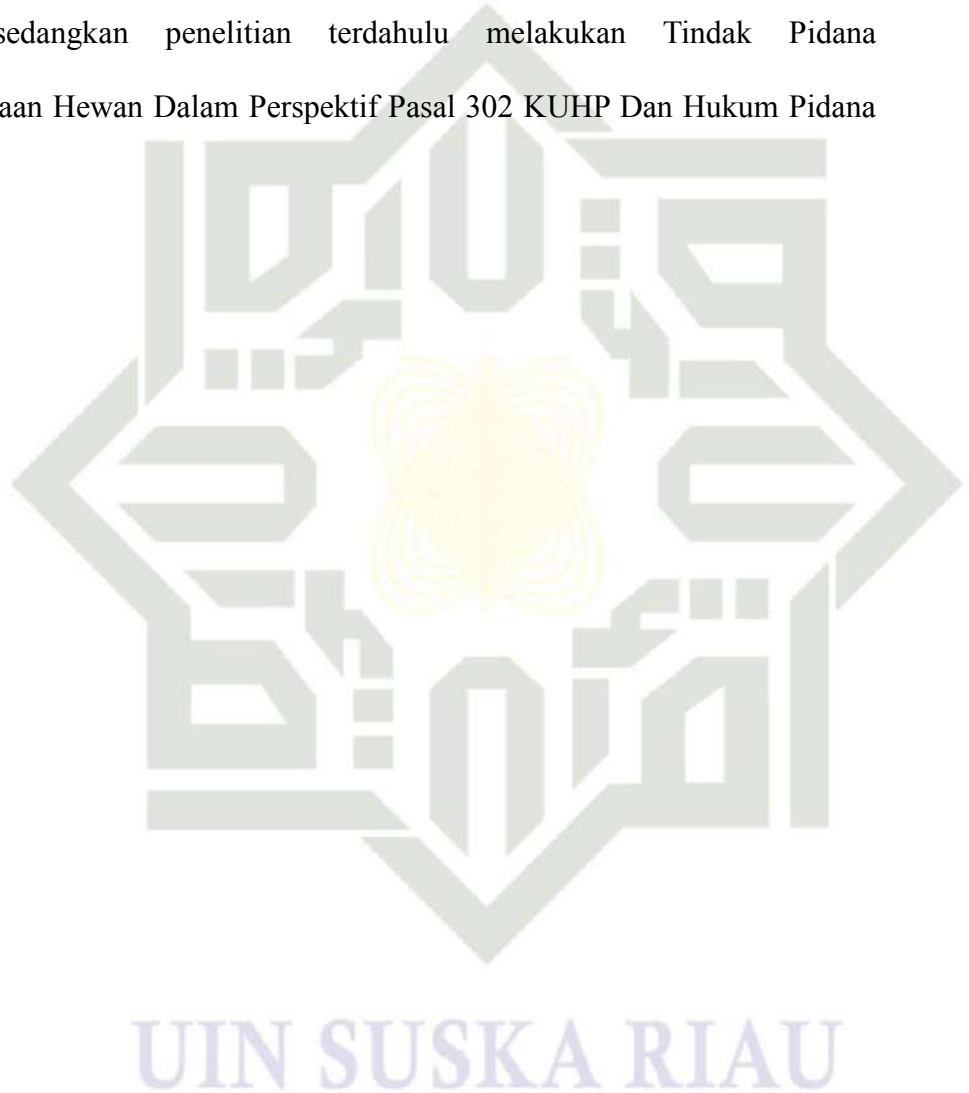 sedangkan penelitian terdahulu melakukan Tindak Pidana
aan Hewan Dalam Perspektif Pasal 302 KUHP Dan Hukum Pidana
UIN SUSKA RIAU